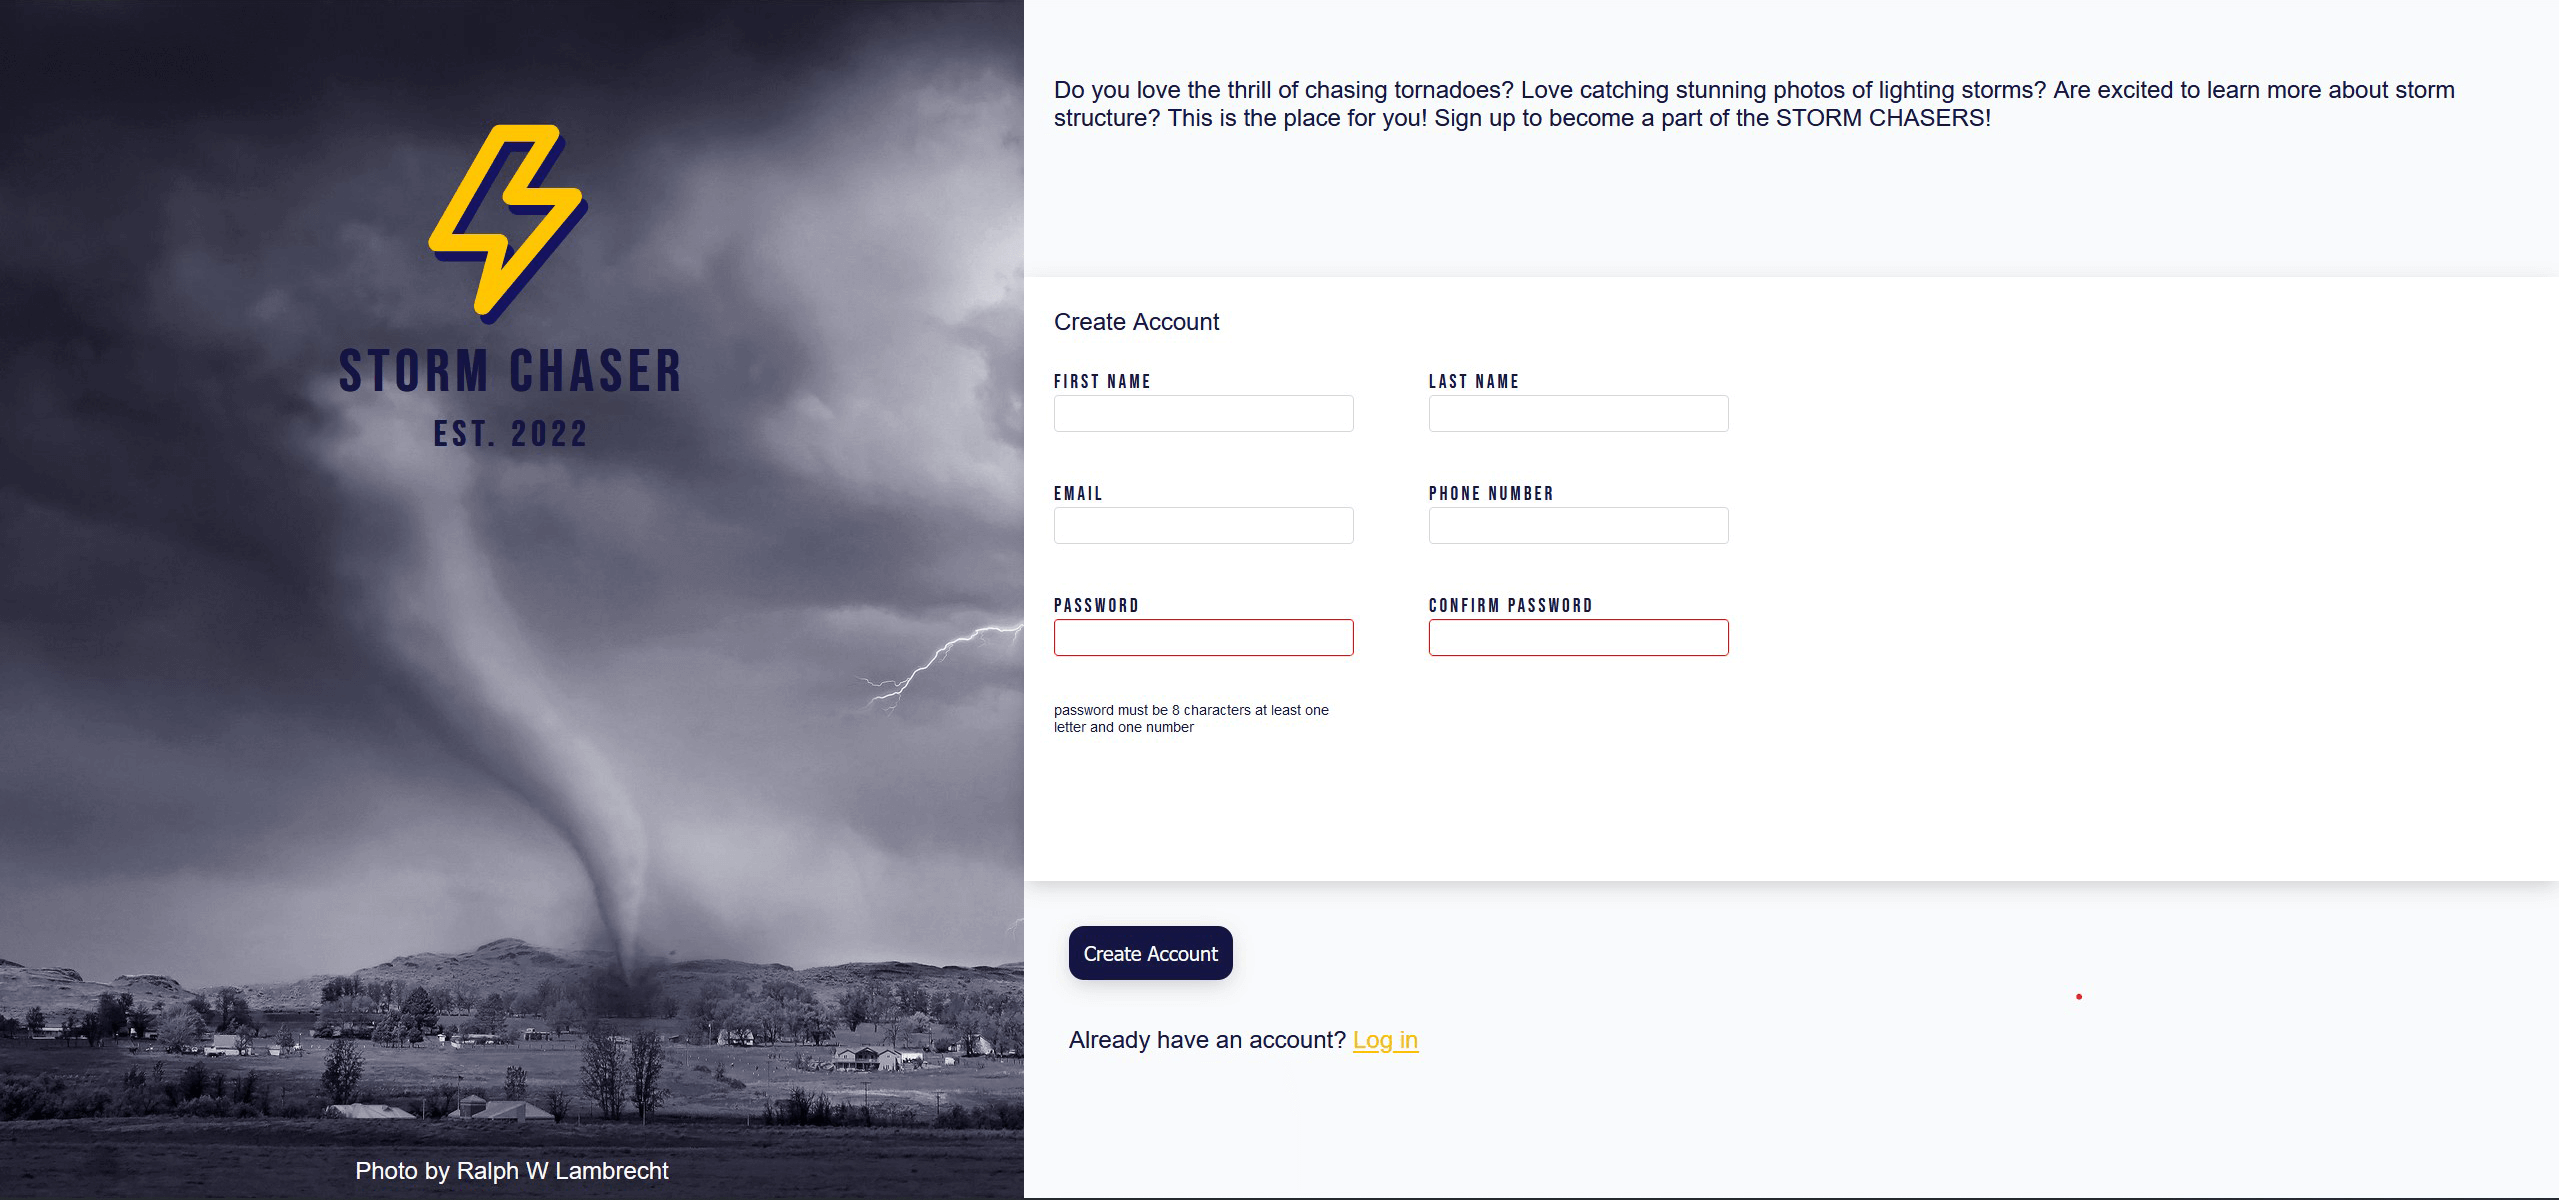 STORM CHASER
EST. 2022
Photo by Ralph W Lambrecht
Do you love the thrill of chasing tornadoes? Love catching stunning photos of lighting storms? Are excited to learn more about storm
structure? This is the place for you! Sign up to become a part of the STORM CHASERS!
Create Account
FIRST NAME
LAST NAME
EMAIL
PHONE NUMBER
PASSWORD
CONFIRM PASSWORD
password must be 8 characters at least one
letter and one number
Create Account
Already have an account? Log in